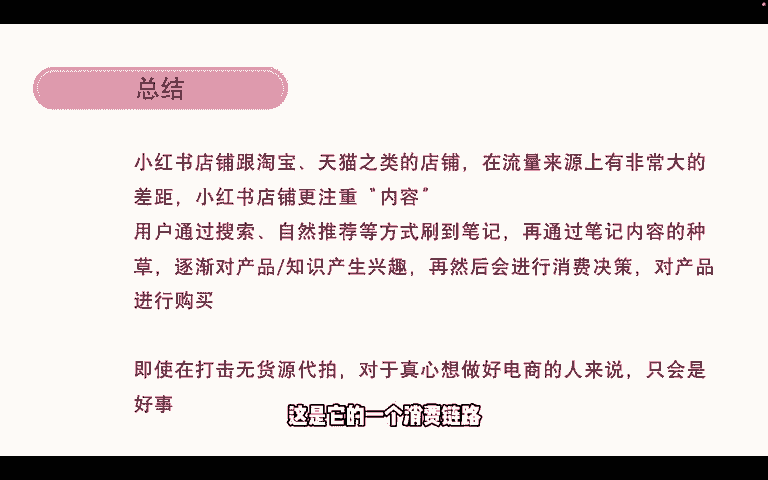 总结
小红书店铺跟淘宝、天猫之类的店铺，在流量来源上有非常大的
差距，小红书店铺更注重“内容”
用户通过搜索、自然推荐等方式刷到笔记，再通过笔记内容的种
草，逐渐对产品/知识产生兴趣，再然后会进行消费决策，对产品
进行购买
即使在打击无货源代拍，对于真心想做好电商的人来说，只会是
好事
这是它的一个消费链路